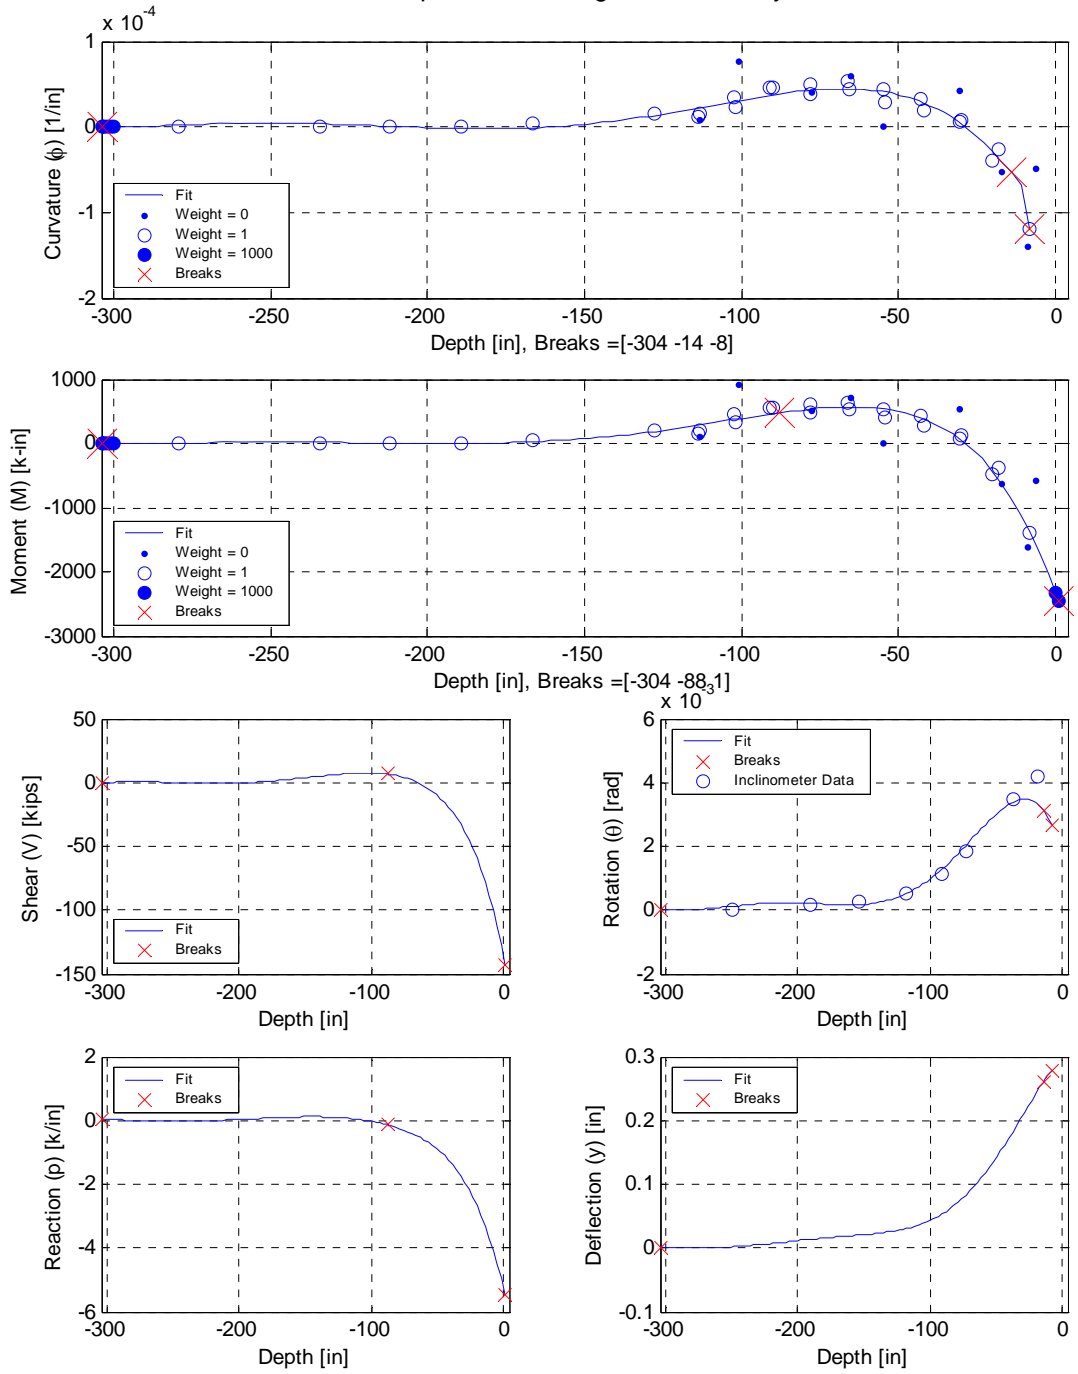 x 10-4
1
0
-1
-2
Curvature (ϕ) [1/in]
Fit
Weight = 0
Weight = 1
Weight = 1000
Breaks
-300 -250 -200 -150 -100 -50 0
Depth [in], Breaks =[-304 -14 -8]
1000
0
-1000
-2000
-3000
Moment (M) [k-in]
Fit
Weight = 0
Weight = 1
Weight = 1000
Breaks
-300 -250 -200 -150 -100 -50 0
Depth [in], Breaks =[-304 -88 1]
50
0
-50
-100
-150
Shear (V) [kips]
Fit
Breaks
-300 -200 -100 0
Depth [in]
x 10-3
6
4
2
0
-2
Rotation (θ) [rad]
Fit
Breaks
Inclinometer Data
-300 -200 -100 0
Depth [in]
2
0
-2
-4
-6
Reaction (p) [k/in]
Fit
Breaks
-300 -200 -100 0
Depth [in]
0.3
0.2
0.1
0
-0.1
Deflection (y) [in]
Fit
Breaks
-300 -200 -100 0
Depth [in]